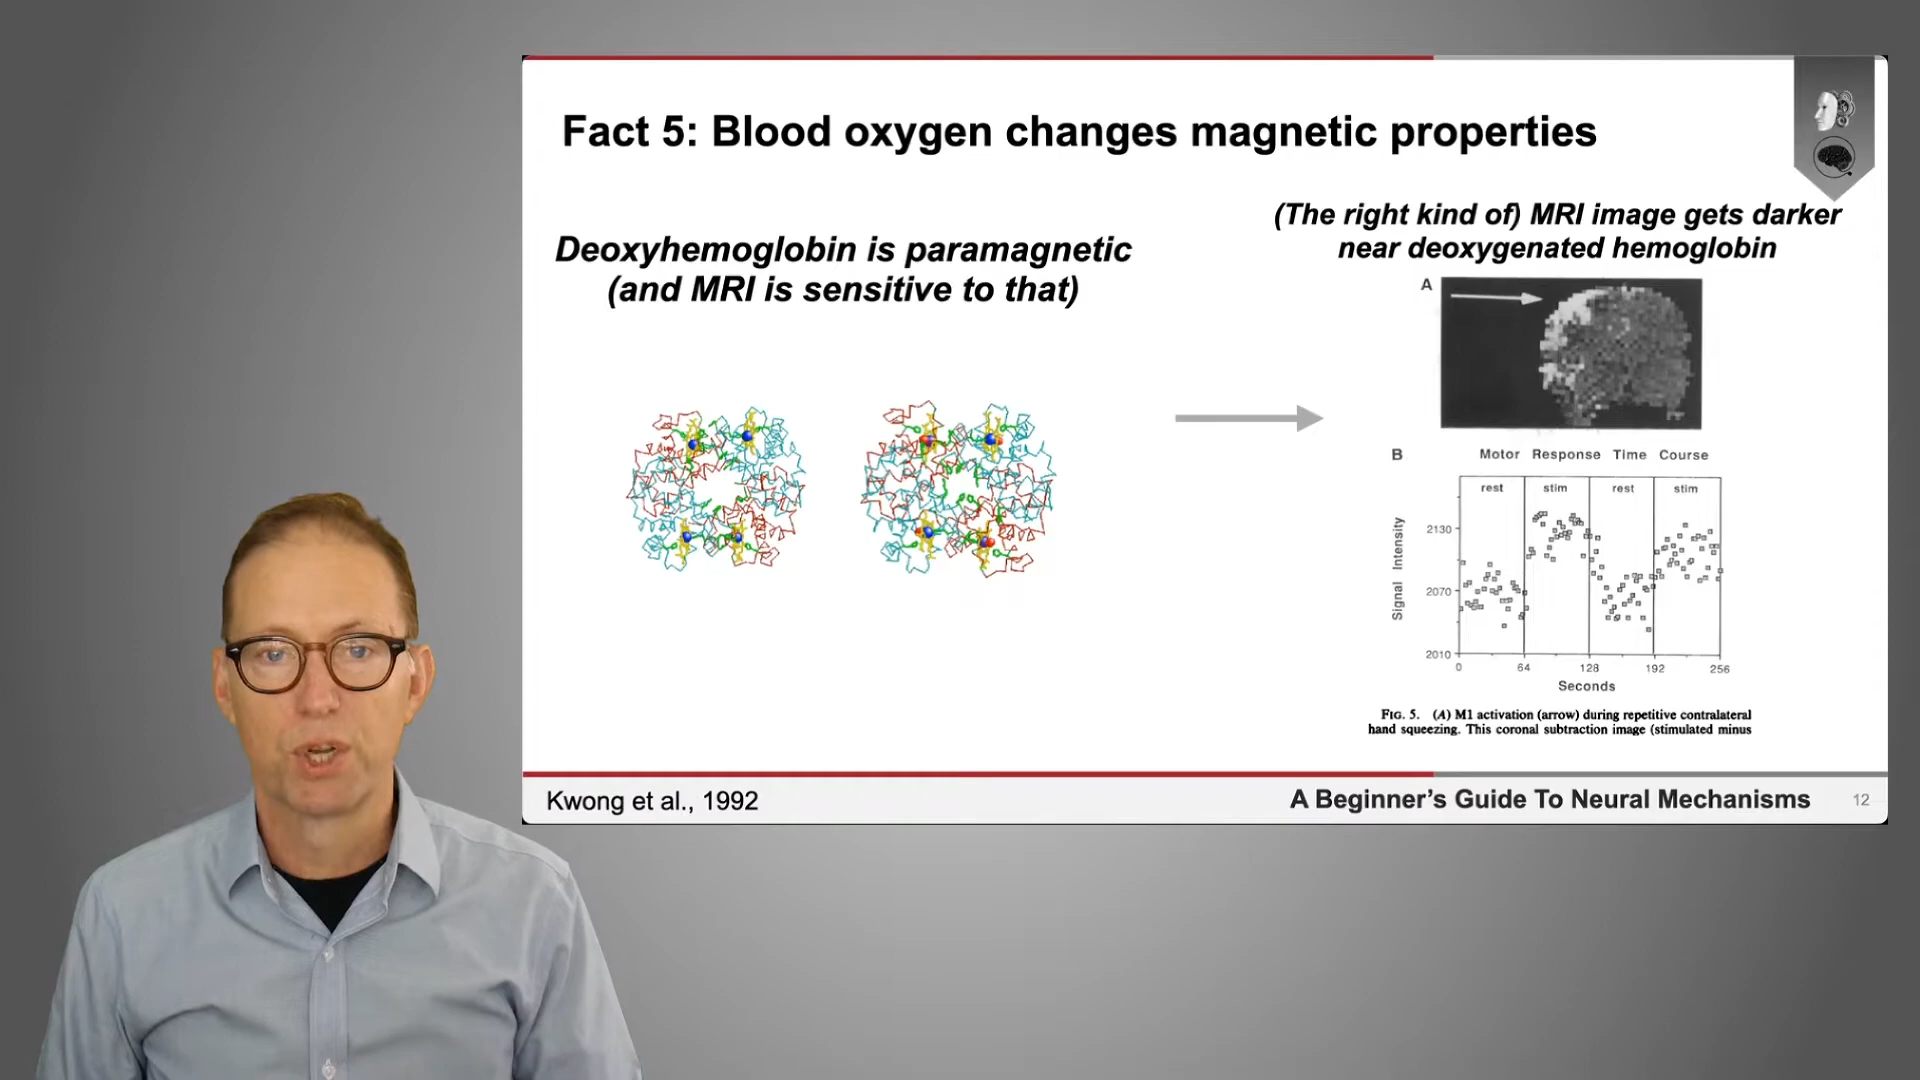 Fact 5: Blood oxygen changes magnetic properties
Deoxyhemoglobin is paramagnetic
(and MRI is sensitive to that)
(The right kind of) MRI image gets darker
near deoxygenated hemoglobin
A
B
Motor Response Time Course
rest stim rest stim
Signal Intensity
2130
2070
2010
0 64 128 192 256
Seconds
FIG. 5. (A) M1 activation (arrow) during repetitive contralateral
hand squeezing. This coronal subtraction image (stimulated minus
Kwong et al., 1992
A Beginner's Guide To Neural Mechanisms
12